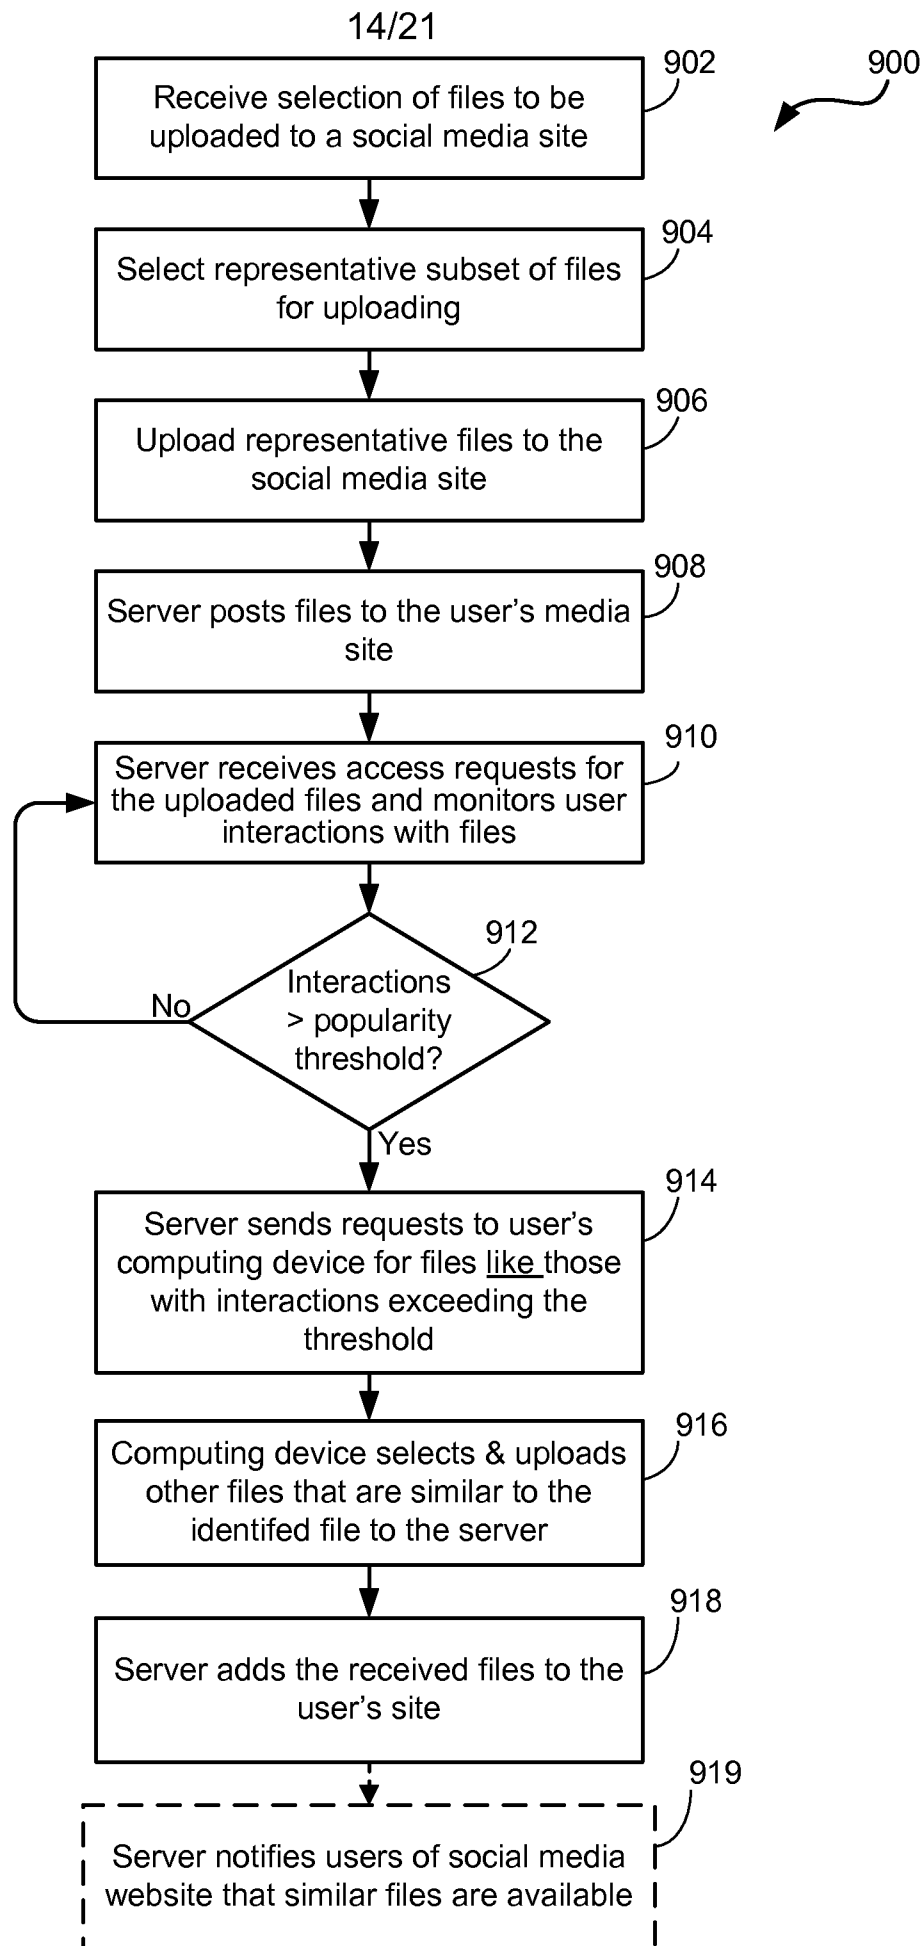 14/21
902
900
Receive selection of files to be
uploaded to a social media site
904
Select representative subset of files
for uploading
906
Upload representative files to the
social media site
908
Server posts files to the user’s media
site
910
Server receives access requests for
the uploaded files and monitors user
interactions with files
912
Interactions
> popularity
threshold?
No
Yes
914
Server sends requests to user’s
computing device for files like those
with interactions exceeding the
threshold
916
Computing device selects & uploads
other files that are similar to the
identifed file to the server
918
Server adds the received files to the
user’s site
919
Server notifies users of social media
website that similar files are available